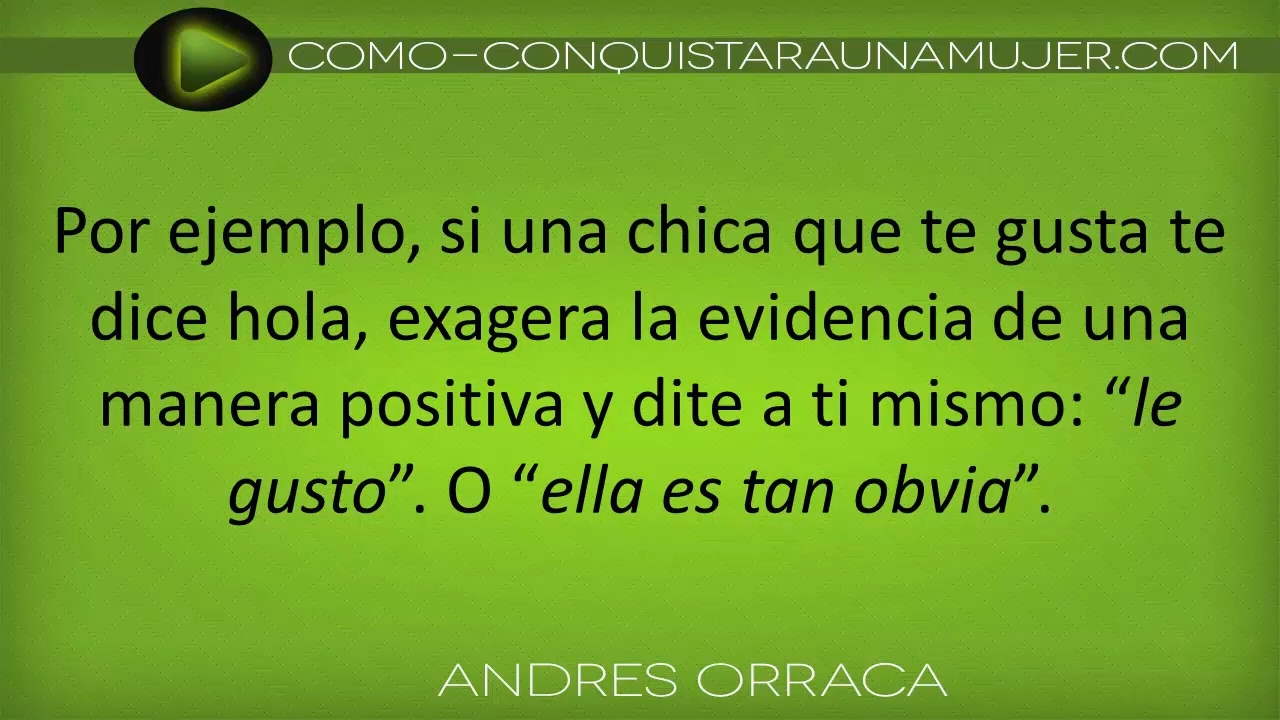 COMO-CONQUISTARAUNAMUJER.COM
Por ejemplo, si una chica que te gusta te
dice hola, exagera la evidencia de una
manera positiva y dite a ti mismo: “le
gusto”. O “ella es tan obvia”.
ANDRES ORRACA